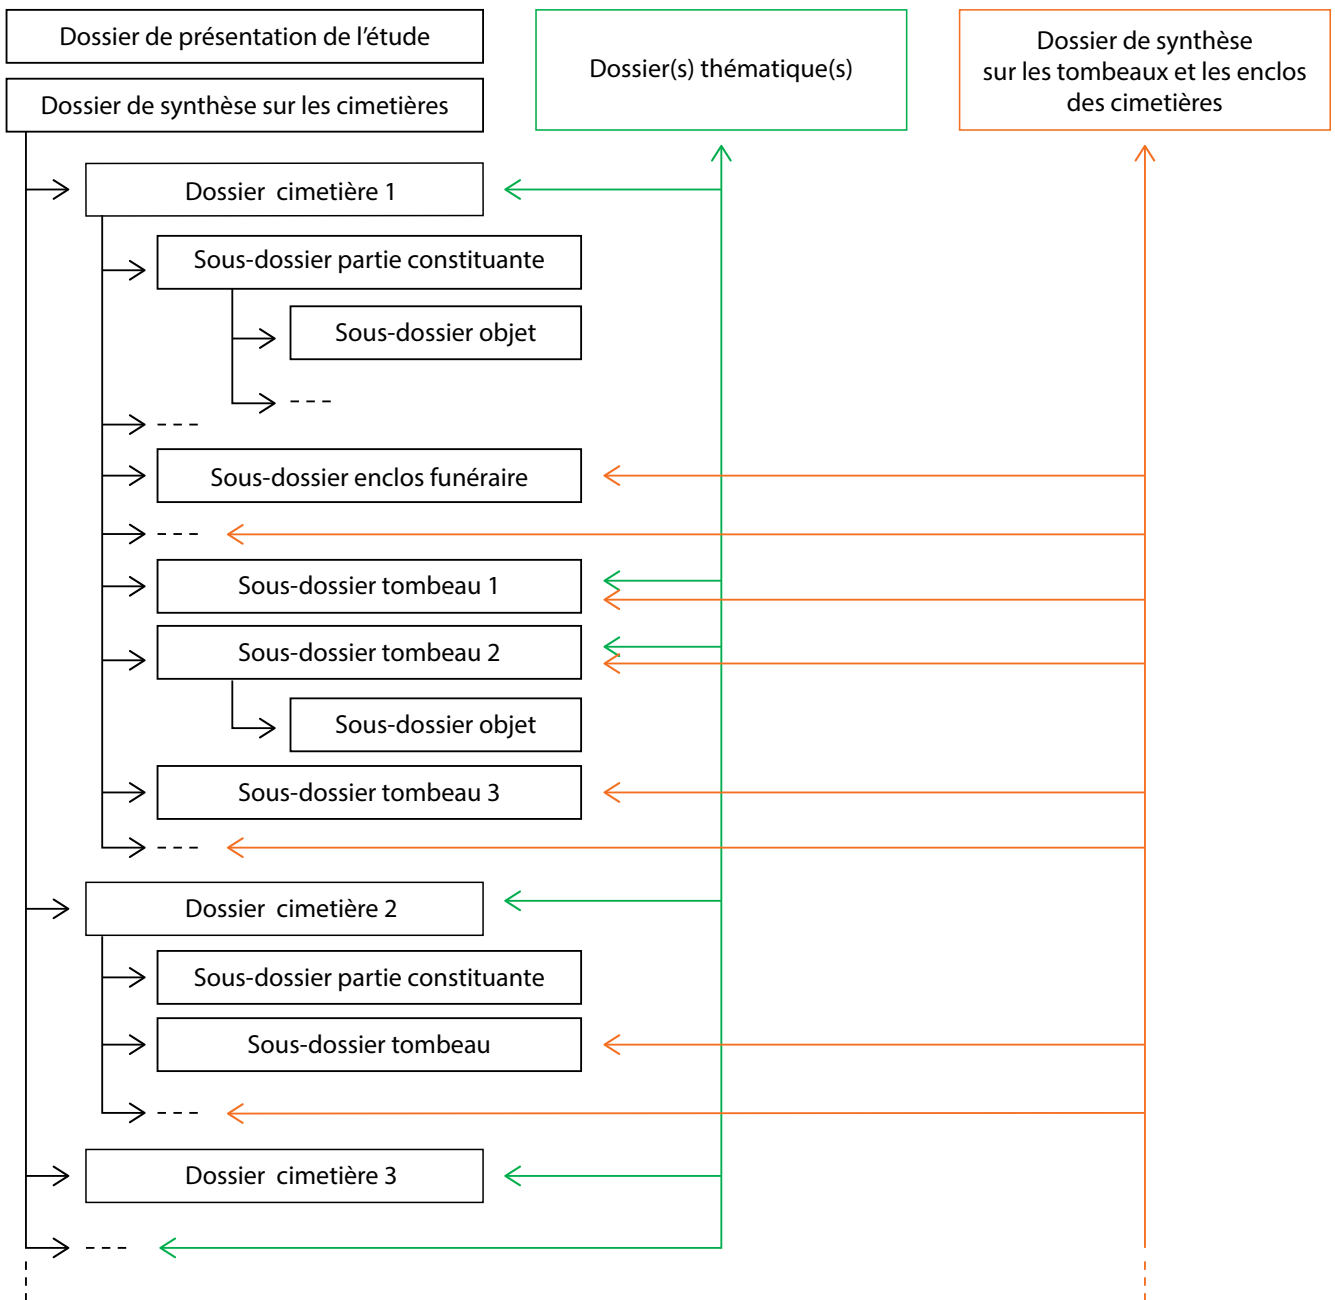 Dossier de présentation de l'étude
Dossier de synthèse sur les cimetières
Dossier(s) thématique(s)
Dossier de synthèse
sur les tombeaux et les enclos
des cimetières
Dossier cimetière 1
Sous-dossier partie constituante
Sous-dossier objet
Sous-dossier enclos funéraire
Sous-dossier tombeau 1
Sous-dossier tombeau 2
Sous-dossier objet
Sous-dossier tombeau 3
Dossier cimetière 2
Sous-dossier partie constituante
Sous-dossier tombeau
Dossier cimetière 3